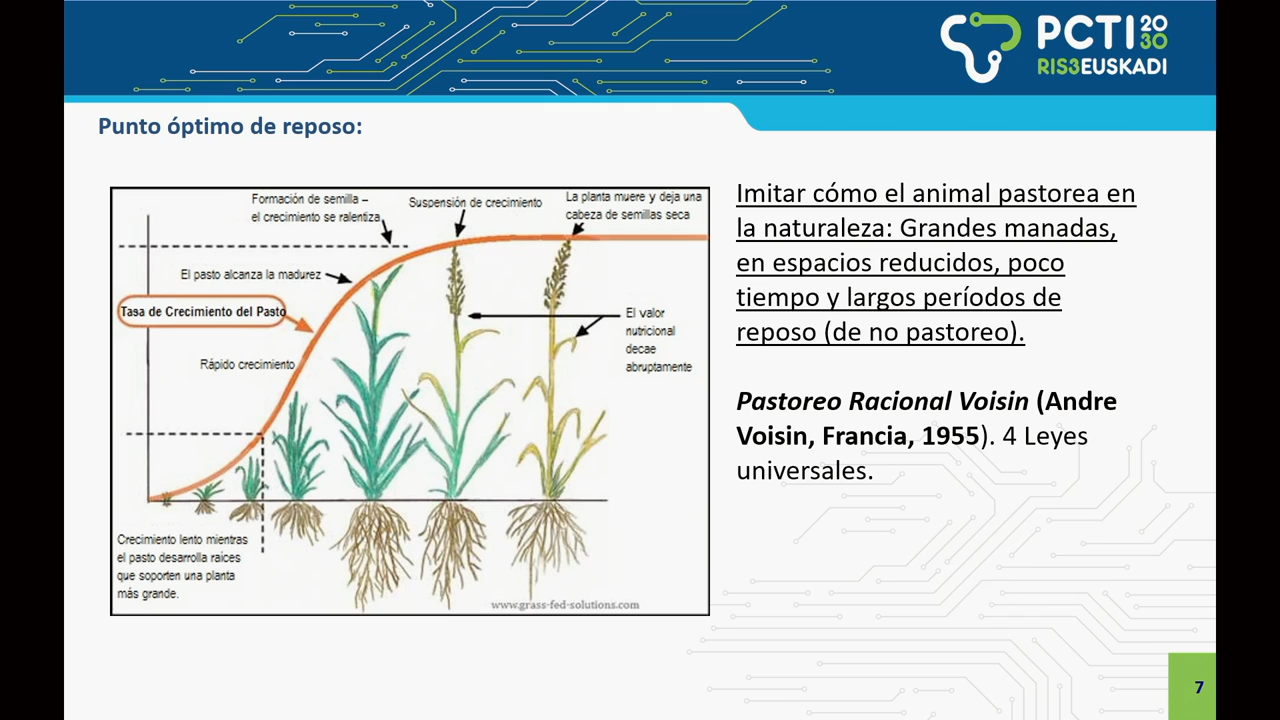 PCTI 2030
RIS3EUSKADI
Punto óptimo de reposo:
Formación de semilla –
el crecimiento se ralentiza
Suspensión de crecimiento
La planta muere y deja una
cabeza de semillas seca
El pasto alcanza la madurez
Tasa de Crecimiento del Pasto
Rápido crecimiento
El valor
nutricional
decae
abruptamente
Crecimiento lento mientras
el pasto desarrolla raices
que soporten una planta
más grande.
www.grass-fed-solutions.com
Imitar cómo el animal pastorea en
la naturaleza: Grandes manadas,
en espacios reducidos, poco
tiempo y largos períodos de
reposo (de no pastoreo).
Pastoreo Racional Voisin (Andre
Voisin, Francia, 1955). 4 Leyes
universales.
7